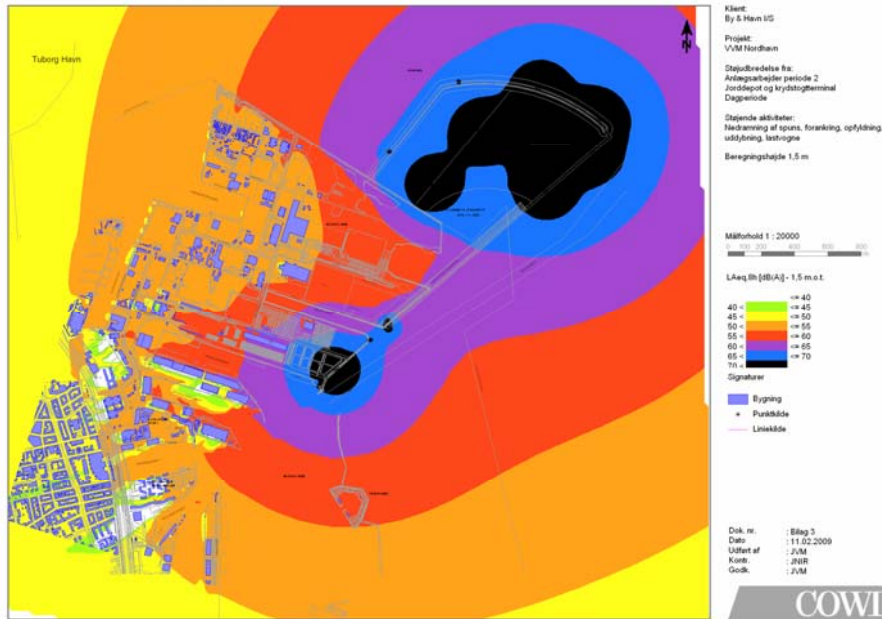 Tuborg Havn
N
Klient:
By & Havn I/S
Projekt:
VVM Nordhavn
Støjudbredelse fra:
Anlægsarbejder periode 2
Jorddepot og krydstogtterminal
Dagperiode
Støjende aktiviteter:
Nedramning af spuns, forankring, opfyldning,
uddybning, lastvogne
Beregningshøjde 1,5 m
Målforhold 1 : 20000
0 100 200 400 600 800
m
LAeq,8h [dB(A)] - 1,5 m.o.t.
<= 40
40 < <= 45
45 < <= 50
50 < <= 55
55 < <= 60
60 < <= 65
65 < <= 70
70 <
Signaturer
Bygning
Punktkilde
Liniekilde
Dok. nr. : Bilag 3
Dato : 11.02.2009
Udført af : JVM
Kontr. : JNIR
Godk. : JVM
COWI